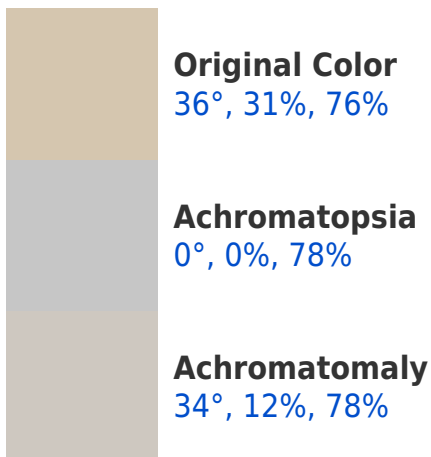 Original Color
36°, 31%, 76%
Achromatopsia
0°, 0%, 78%
Achromatomaly
34°, 12%, 78%